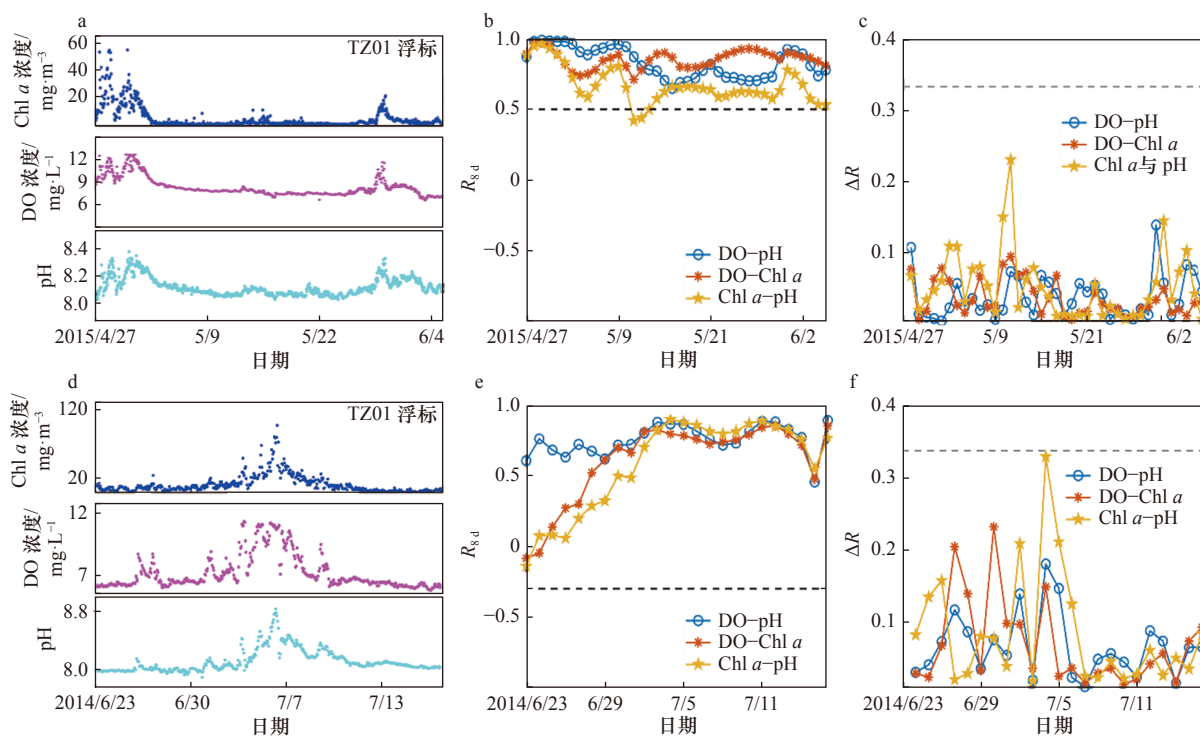 a
Chl a 浓度/
mg·m⁻³
60
40
20
TZ01 浮标
DO 浓度/
mg·L⁻¹
12
9
6
pH
8.4
8.2
8.0
2015/4/27
5/9
5/22
6/4
日期
b
R8 d
1.0
0.5
0
−0.5
DO−pH
DO−Chl a
Chl a−pH
2015/4/27
5/9
5/21
6/2
日期
c
ΔR
0.4
0.3
0.2
0.1
DO−pH
DO−Chl a
Chl a与 pH
2015/4/27
5/9
5/21
6/2
日期
d
Chl a 浓度/
mg·m⁻³
120
20
TZ01 浮标
DO 浓度/
mg·L⁻¹
12
7
pH
8.8
8.0
2014/6/23
6/30
7/7
7/13
日期
e
R8 d
1.0
0.5
0
−0.5
DO−pH
DO−Chl a
Chl a−pH
2014/6/23
6/29
7/5
7/11
日期
f
ΔR
0.4
0.3
0.2
0.1
DO−pH
DO−Chl a
Chl a−pH
2014/6/23
6/29
7/5
7/11
日期